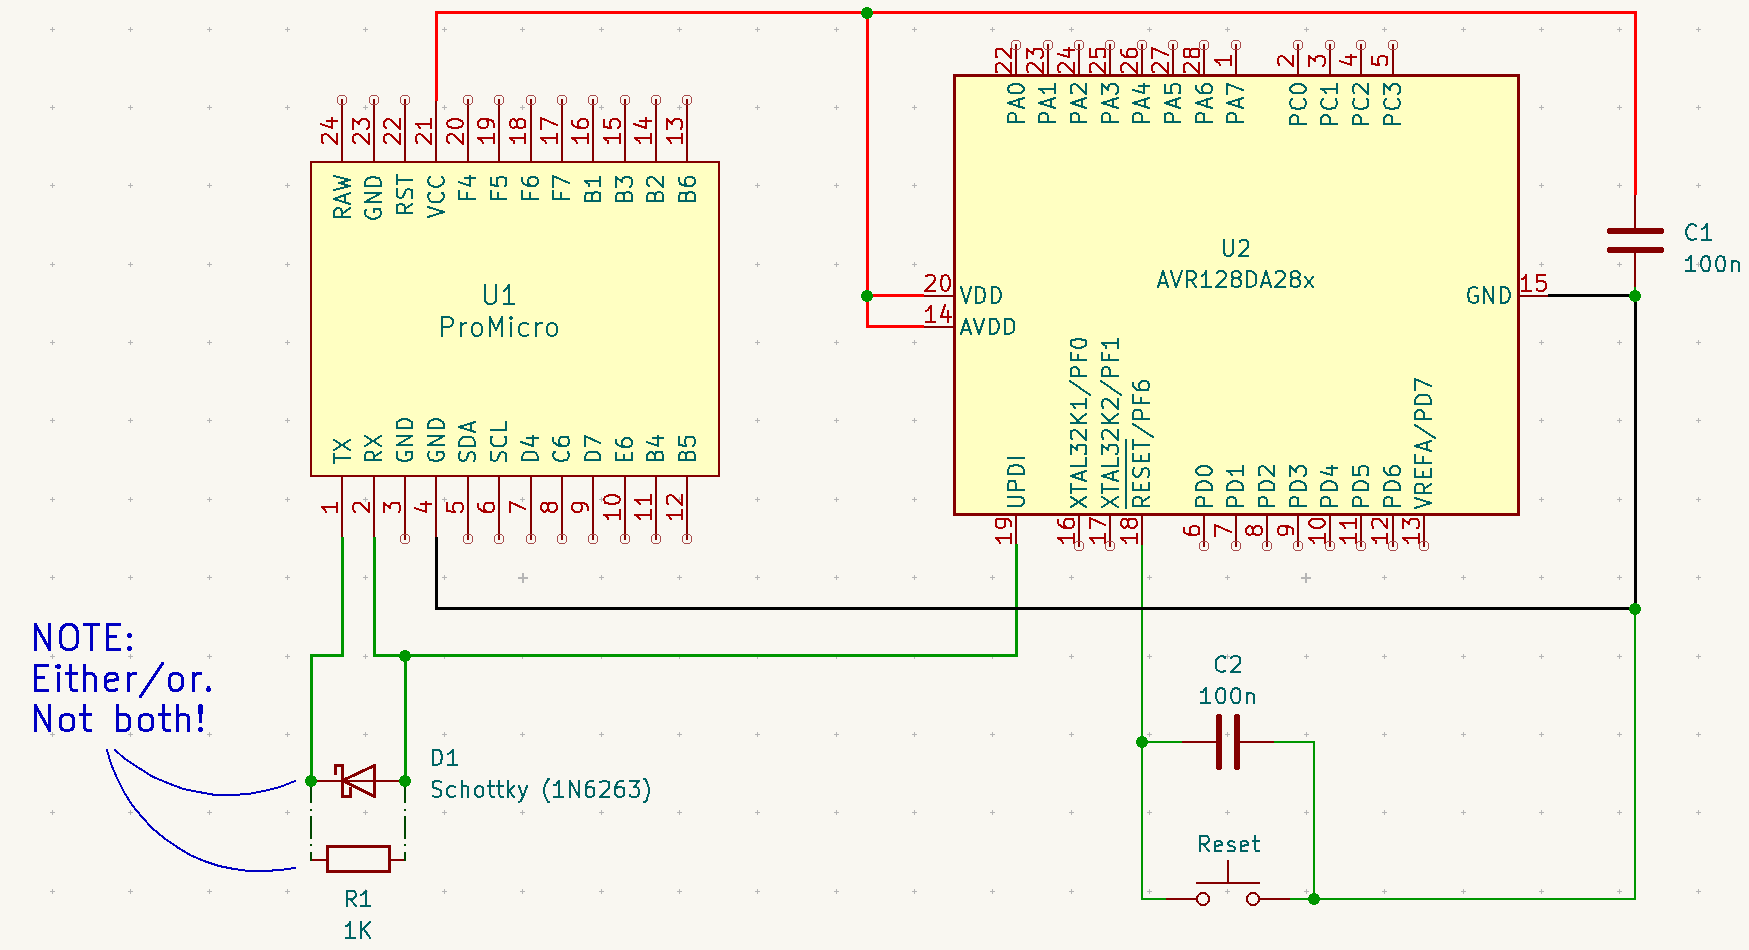 22 23 24 25 26 27 28 1 2 3 4 5
PA0 PA1 PA2 PA3 PA4 PA5 PA6 PA7 PC0 PC1 PC2 PC3
24 23 22 21 20 19 18 17 16 15 14 13
RAW GND RST VCC F4 F5 F6 F7 B1 B3 B2 B6
U1
ProMicro
TX RX GND GND SDA SCL D4 C6 D7 E6 B4 B5
1 2 3 4 5 6 7 8 9 10 11 12
U2
AVR128DA28x
20 VDD
14 AVDD
GND 15
C1
100n
UPDI XTAL32K1/PF0 XTAL32K2/PF1 RESET/PF6 PD0 PD1 PD2 PD3 PD4 PD5 PD6 VREFA/PD7
19 16 17 18 6 7 8 9 10 11 12 13
NOTE:
Either/or.
Not both!
D1
Schottky (1N6263)
R1
1K
C2
100n
Reset